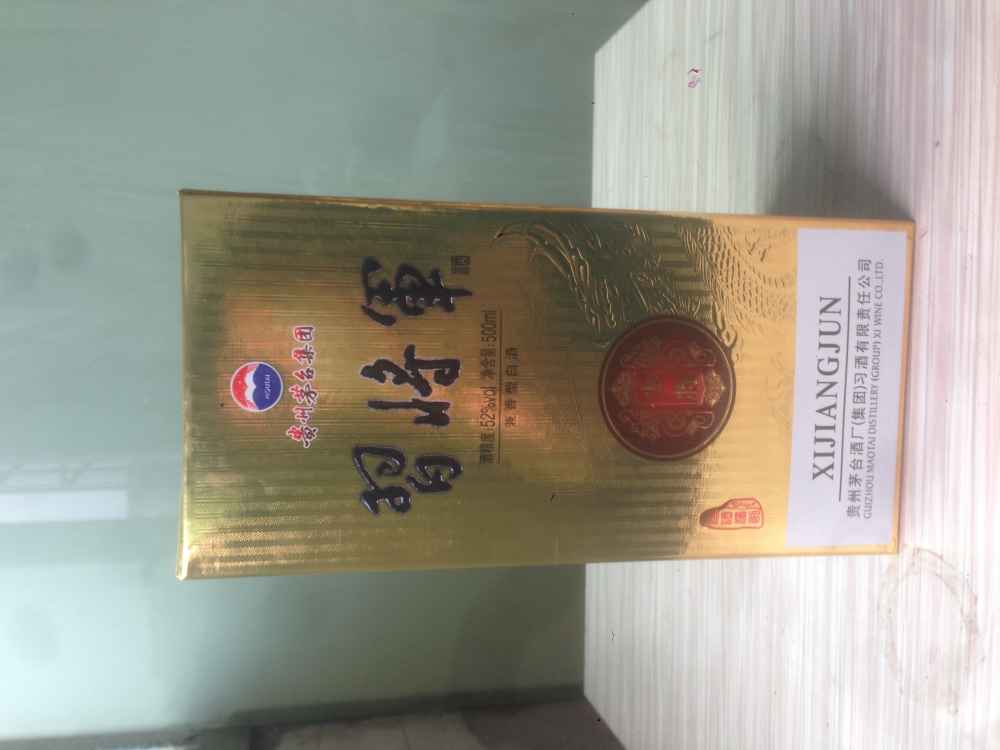 MOUTAI
贵州茅台集团
习将军
酒精度:52%vol 净含量:500ml
兼香型白酒
XIJIANGJUN
贵州茅台酒厂(集团)习酒有限责任公司
GUIZHOU MAOTAI DISTILLERY (GROUP) XI WINE CO.,LTD.